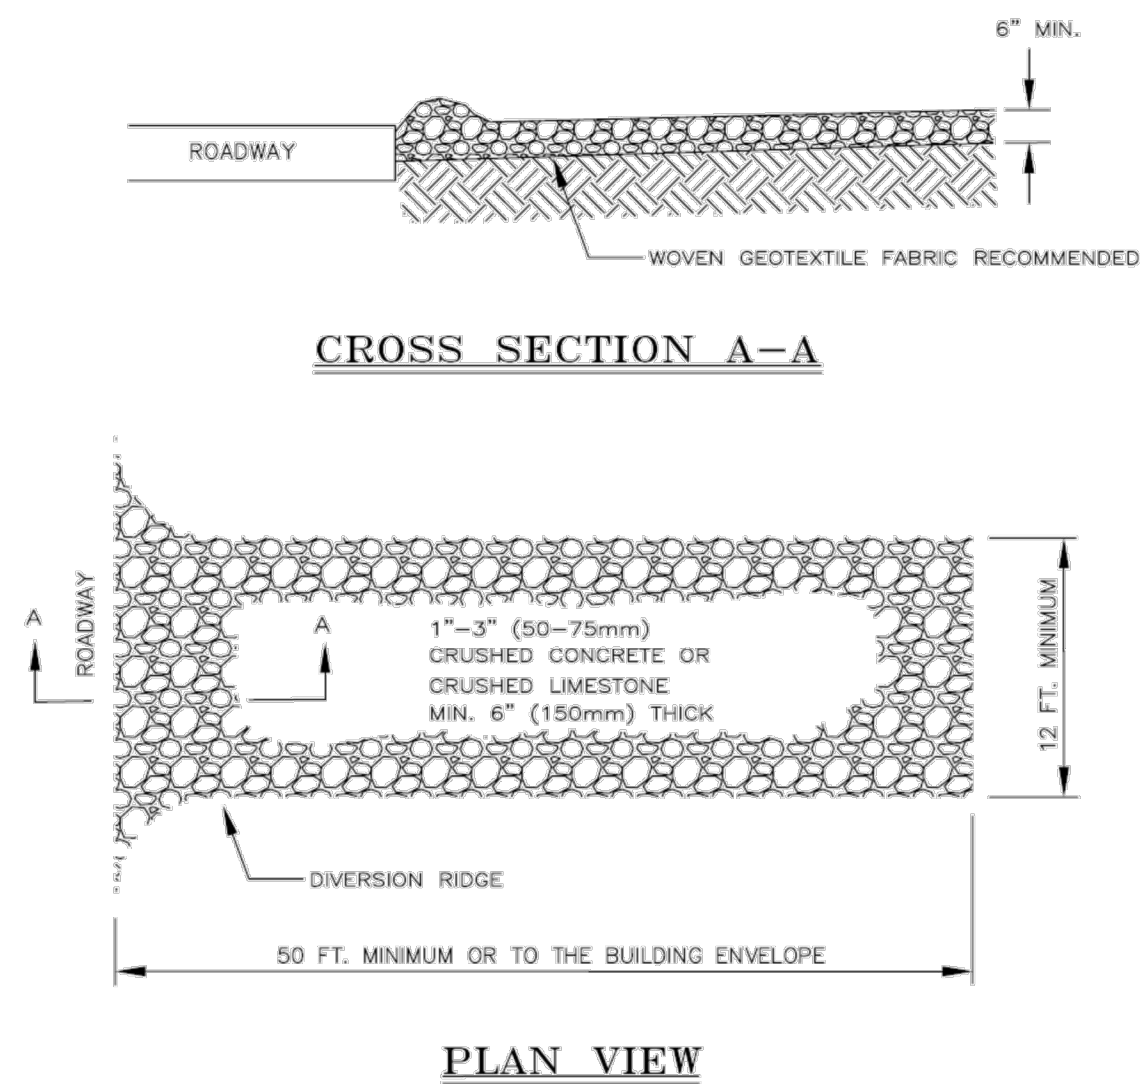 6" MIN.
ROADWAY
WOVEN GEOTEXTILE FABRIC RECOMMENDED
CROSS SECTION A-A
ROADWAY
A
A
1"-3" (50-75mm)
CRUSHED CONCRETE OR
CRUSHED LIMESTONE
MIN. 6" (150mm) THICK
12 FT. MINIMUM
DIVERSION RIDGE
50 FT. MINIMUM OR TO THE BUILDING ENVELOPE
PLAN VIEW